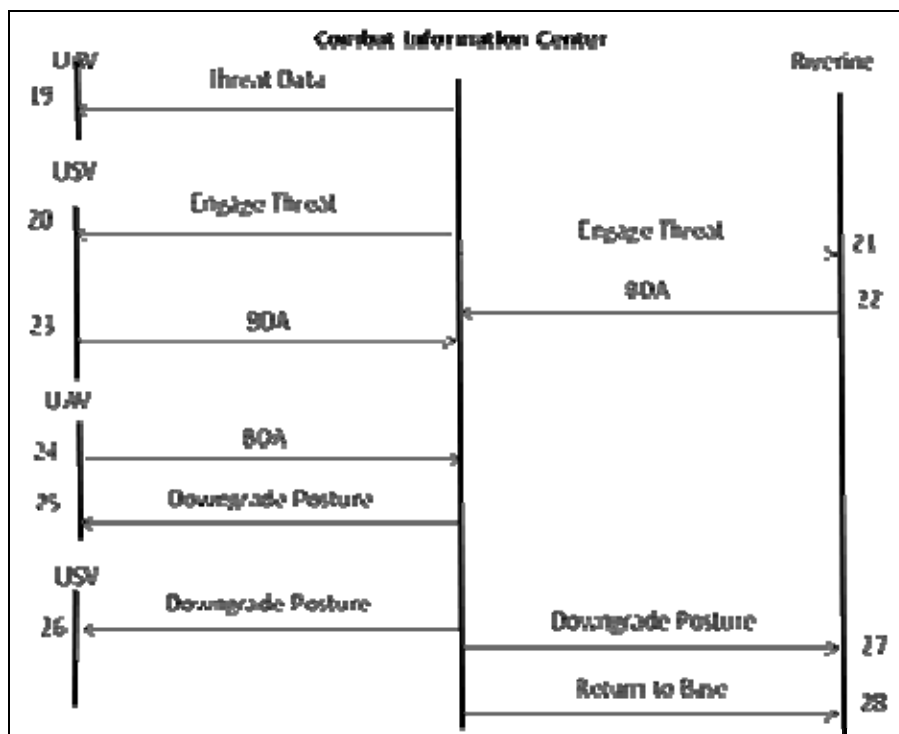 Combat Information Center
UAV
Riverine
Threat Data
19
USV
Engage Threat
20
Engage Threat
21
BDA
22
BDA
23
UAV
BDA
24
Downgrade Posture
25
USV
Downgrade Posture
26
Downgrade Posture
27
Return to Base
28